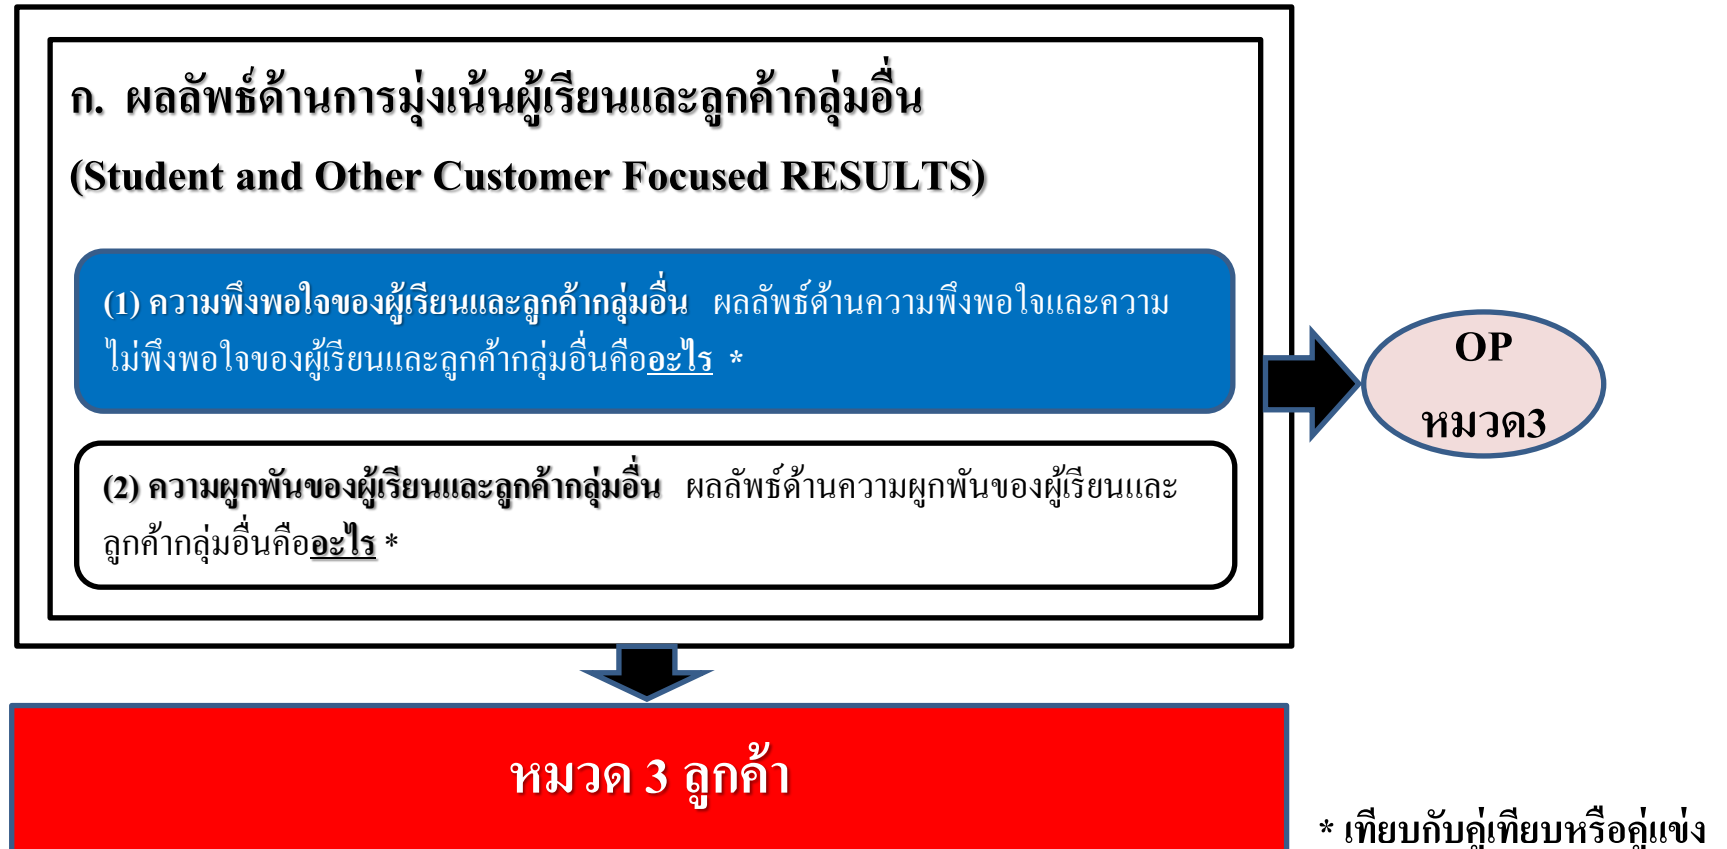 ก. ผลลัพธ์ด้านการมุ่งเน้นผู้เรียนและลูกค้ากลุ่มอื่น
(Student and Other Customer Focused RESULTS)
(1) ความพึงพอใจของผู้เรียนและลูกค้ากลุ่มอื่น ผลลัพธ์ด้านความพึงพอใจและความ
ไม่พึงพอใจของผู้เรียนและลูกค้ากลุ่มอื่นคืออะไร *
(2) ความผูกพันของผู้เรียนและลูกค้ากลุ่มอื่น ผลลัพธ์ด้านความผูกพันของผู้เรียนและ
ลูกค้ากลุ่มอื่นคืออะไร *
OP
หมวด3
หมวด 3 ลูกค้า
* เทียบกับคู่เทียบหรือคู่แข่ง